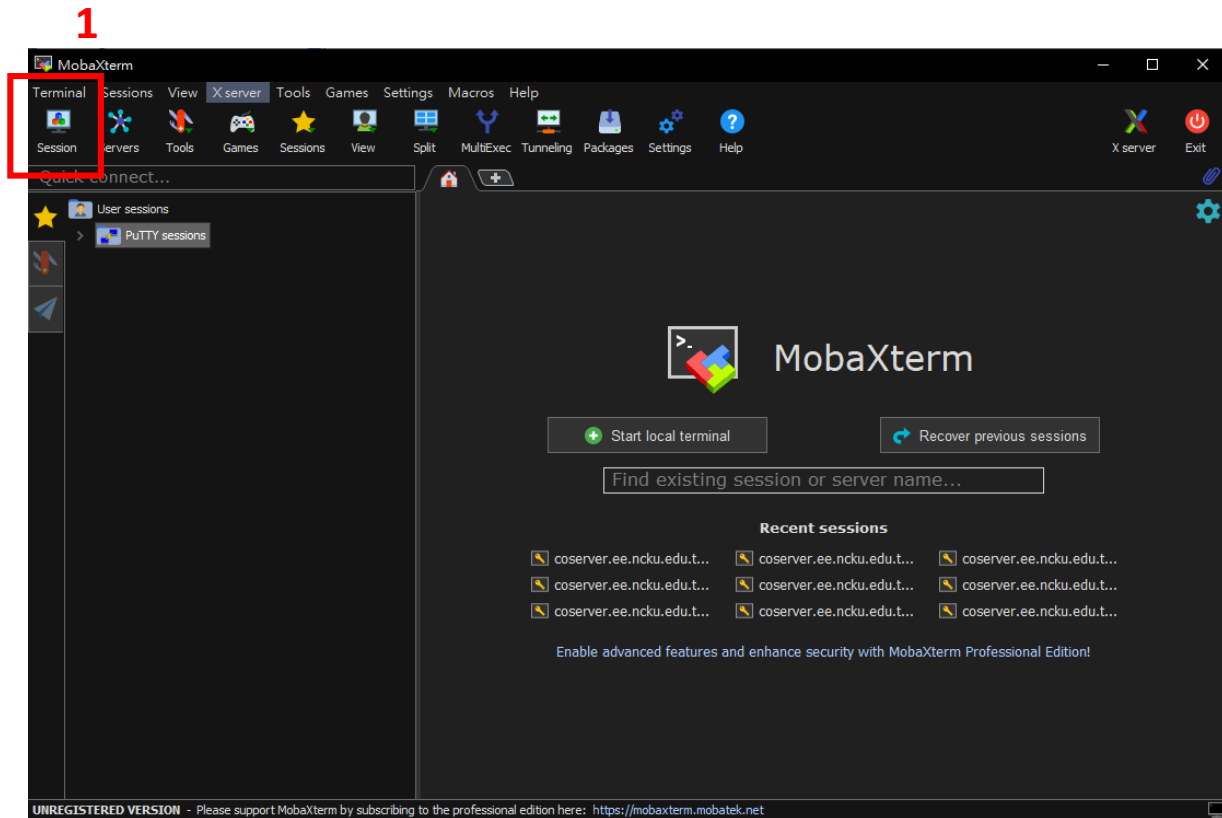 1
MobaXterm
Terminal Sessions View X server Tools Games Settings Macros Help
Session Servers Tools Games Sessions View Split MultiExec Tunneling Packages Settings Help X server Exit
Quick connect...
User sessions
PuTTY sessions
MobaXterm
Start local terminal Recover previous sessions
Find existing session or server name...
Recent sessions
coserver.ee.ncku.edu.t... coserver.ee.ncku.edu.t... coserver.ee.ncku.edu.t...
coserver.ee.ncku.edu.t... coserver.ee.ncku.edu.t... coserver.ee.ncku.edu.t...
coserver.ee.ncku.edu.t... coserver.ee.ncku.edu.t... coserver.ee.ncku.edu.t...
Enable advanced features and enhance security with MobaXterm Professional Edition!
UNREGISTERED VERSION - Please support MobaXterm by subscribing to the professional edition here: https://mobaxterm.mobatek.net